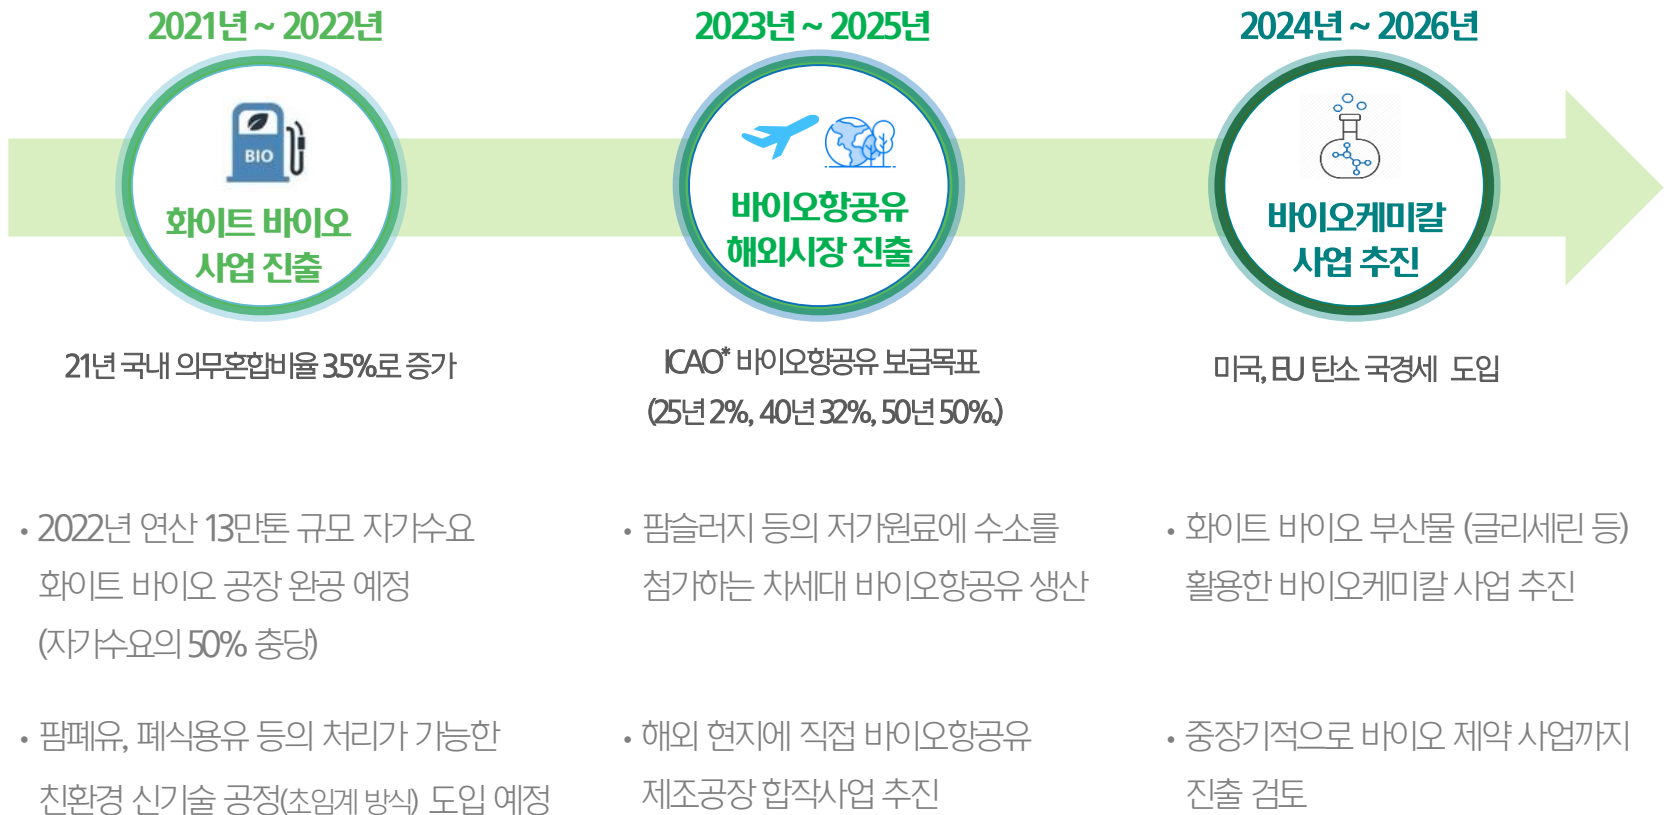 2021년 ~ 2022년
BIO
화이트 바이오
사업 진출
21년 국내 의무혼합비율 3.5%로 증가
• 2022년 연산 13만톤 규모 자가수요
화이트 바이오 공장 완공 예정
(자가수요의 50% 충당)
• 팜폐유, 폐식용유 등의 처리가 가능한
친환경 신기술 공정(초임계 방식) 도입 예정
2023년 ~ 2025년
바이오항공유
해외시장 진출
ICAO* 바이오항공유 보급목표
(25년 2%, 40년 32%, 50년 50%.)
• 팜슬러지 등의 저가원료에 수소를
첨가하는 차세대 바이오항공유 생산
• 해외 현지에 직접 바이오항공유
제조공장 합작사업 추진
2024년 ~ 2026년
바이오케미칼
사업 추진
미국, EU 탄소 국경세 도입
• 화이트 바이오 부산물 (글리세린 등)
활용한 바이오케미칼 사업 추진
• 중장기적으로 바이오 제약 사업까지
진출 검토